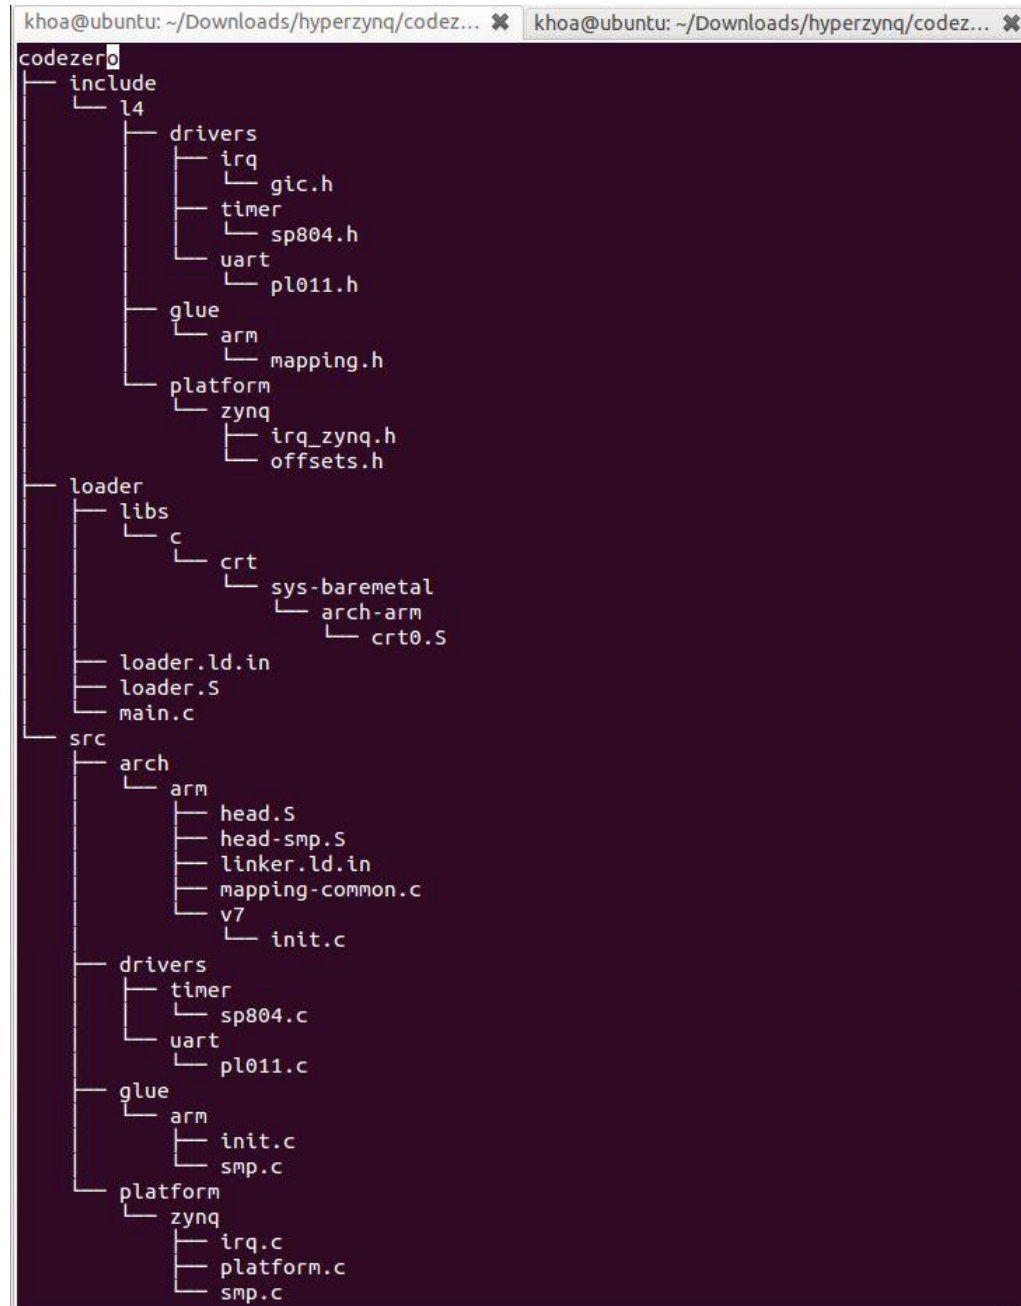 khoa@ubuntu: ~/Downloads/hyperzynq/codez... ✖ khoa@ubuntu: ~/Downloads/hyperzynq/codez... ✖
codezero
├── include
│   └── l4
│       ├── drivers
│       │   ├── irq
│       │   │   └── gic.h
│       │   ├── timer
│       │   │   └── sp804.h
│       │   └── uart
│       │       └── pl011.h
│       ├── glue
│       │   └── arm
│       │       └── mapping.h
│       └── platform
│           └── zynq
│               ├── irq_zynq.h
│               └── offsets.h
├── loader
│   ├── libs
│   │   └── c
│   │       └── crt
│   │           └── sys-baremetal
│   │               └── arch-arm
│   │                   └── crt0.S
│   ├── loader.ld.in
│   ├── loader.S
│   └── main.c
└── src
    ├── arch
    │   └── arm
    │       ├── head.S
    │       ├── head-smp.S
    │       ├── linker.ld.in
    │       ├── mapping-common.c
    │       └── v7
    │           └── init.c
    ├── drivers
    │   ├── timer
    │   │   └── sp804.c
    │   └── uart
    │       └── pl011.c
    ├── glue
    │   └── arm
    │       ├── init.c
    │       └── smp.c
    └── platform
        └── zynq
            ├── irq.c
            ├── platform.c
            └── smp.c